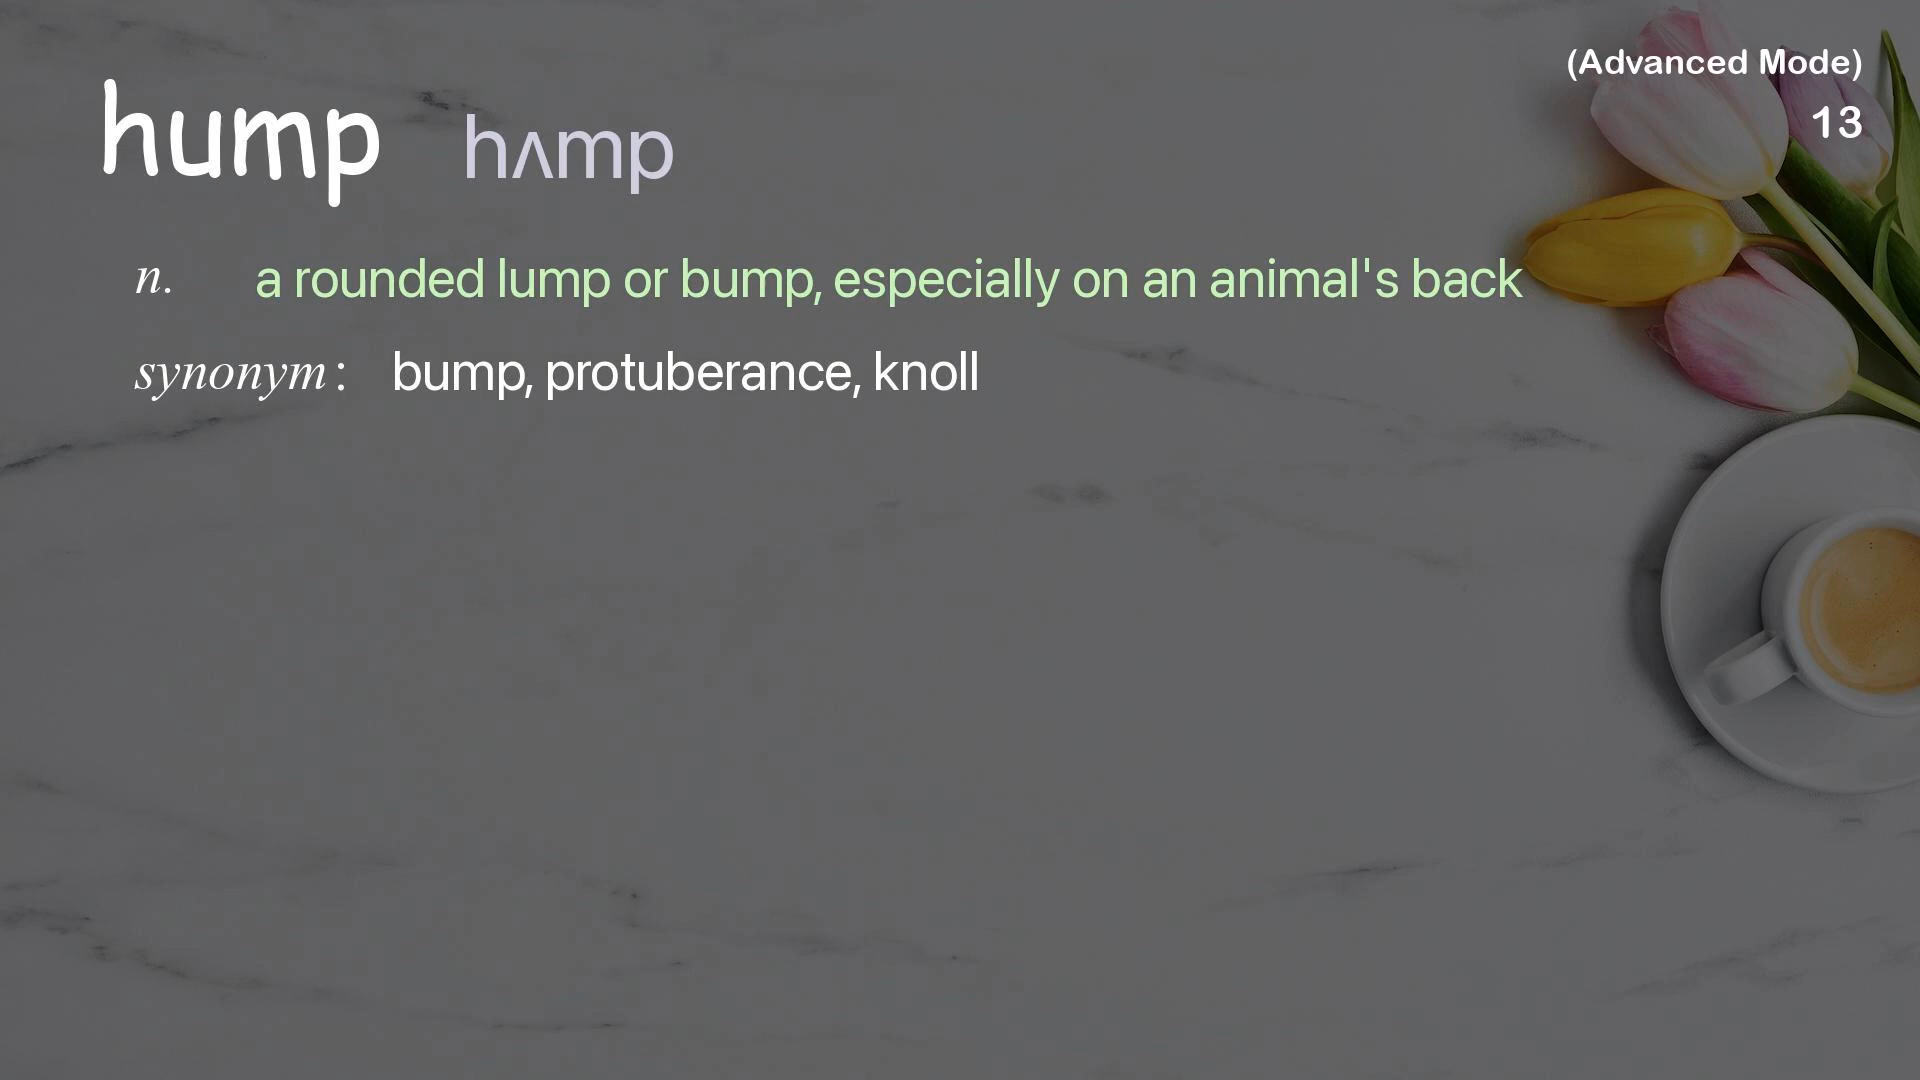 (Advanced Mode)
13
hump hʌmp
n. a rounded lump or bump, especially on an animal's back
synonym: bump, protuberance, knoll